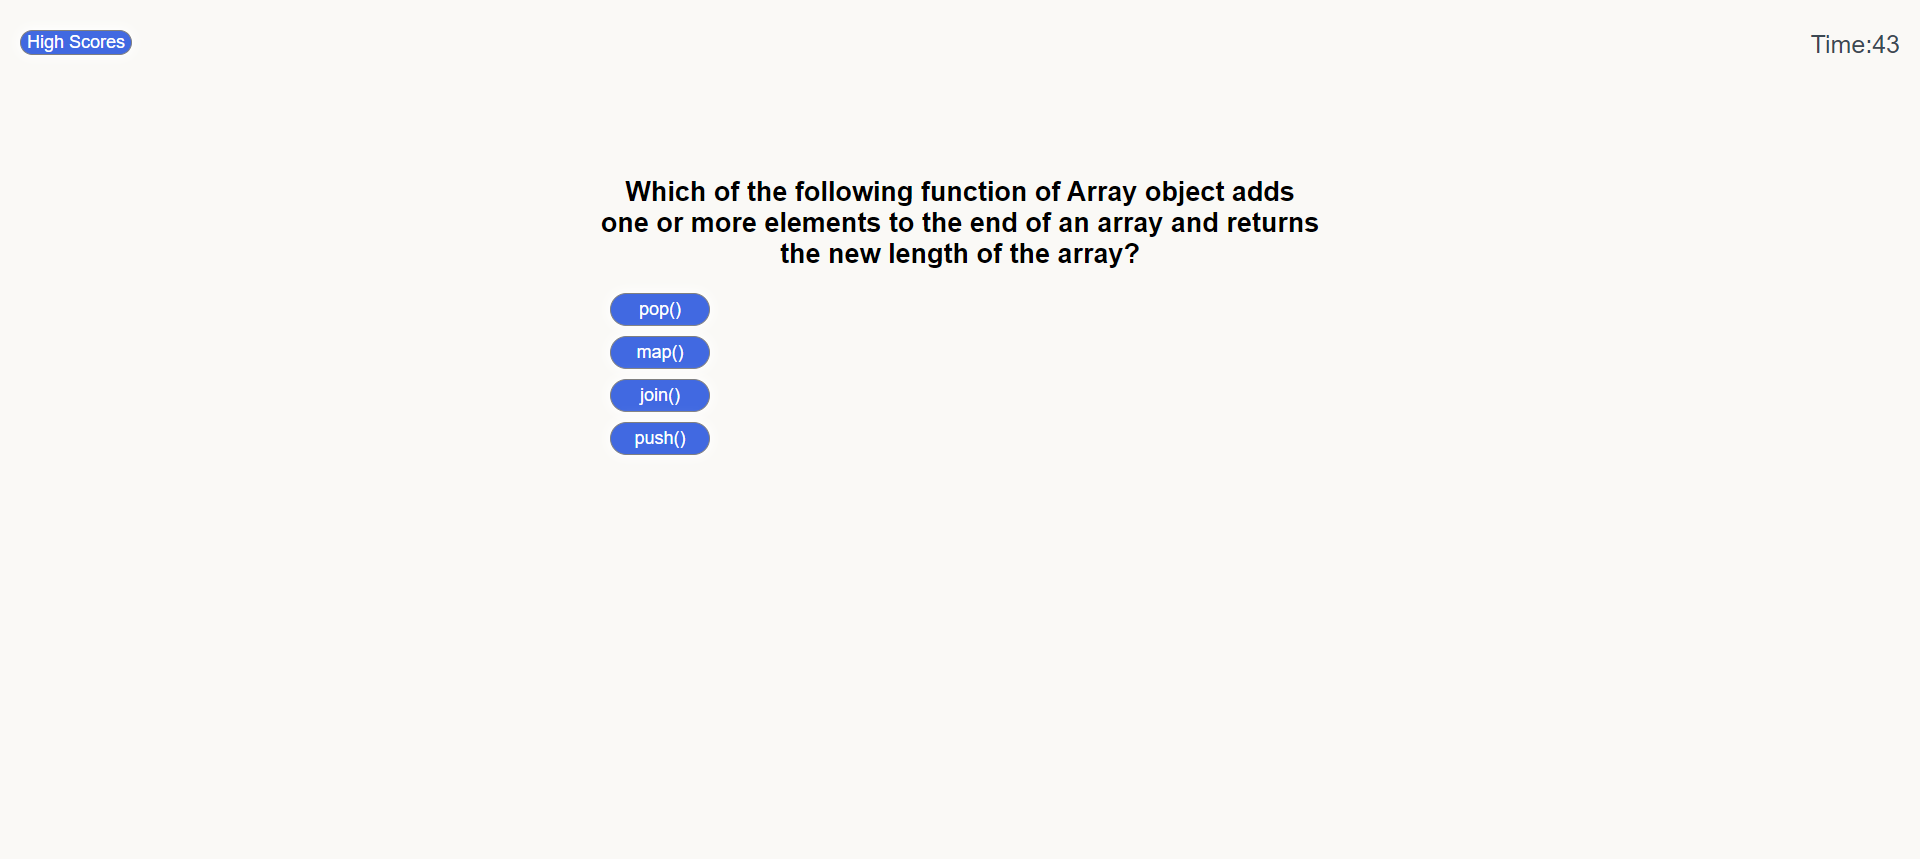 High Scores
Time:43
Which of the following function of Array object adds
one or more elements to the end of an array and returns
the new length of the array?
pop()
map()
join()
push()